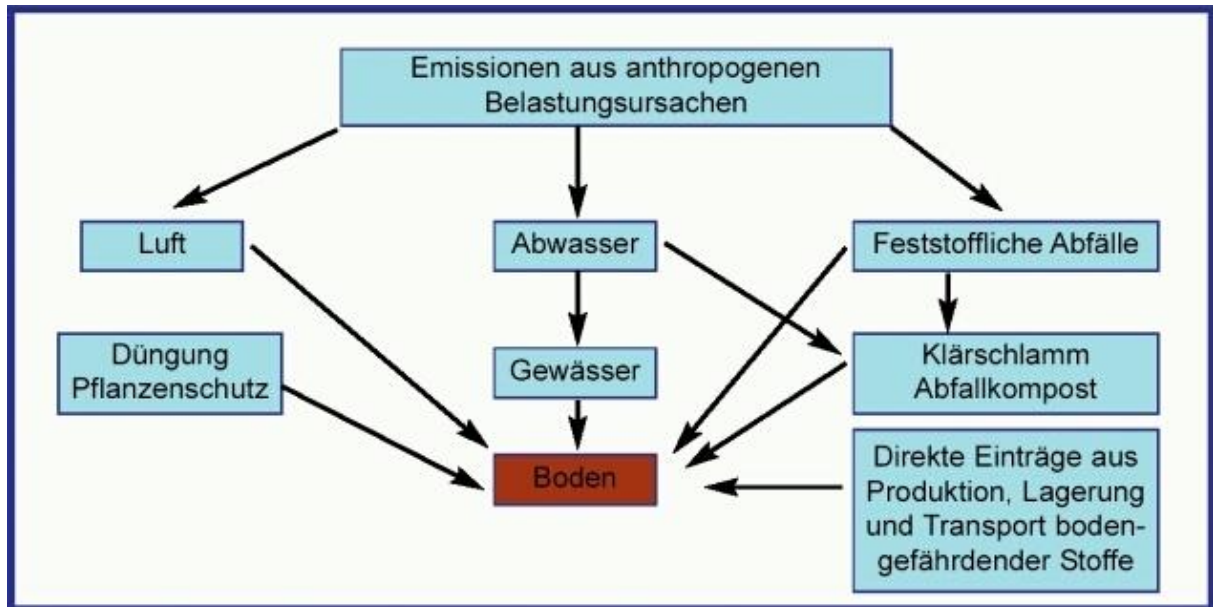 Emissionen aus anthropogenen
Belastungsursachen
Luft
Abwasser
Feststoffliche Abfälle
Düngung
Pflanzenschutz
Gewässer
Klärschlamm
Abfallkompost
Boden
Direkte Einträge aus
Produktion, Lagerung
und Transport boden-
gefährdender Stoffe